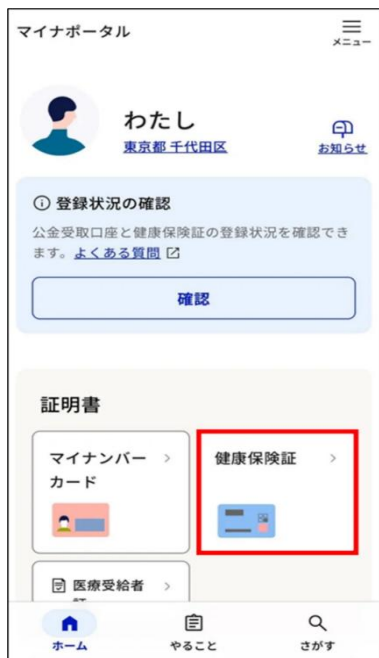 マイナポータル
メニュー
わたし
東京都 千代田区
お知らせ
登録状況の確認
公金受取口座と健康保険証の登録状況を確認でき
ます。よくある質問
確認
証明書
マイナンバー
カード
健康保険証
医療受給者
ホーム
やること
さがす